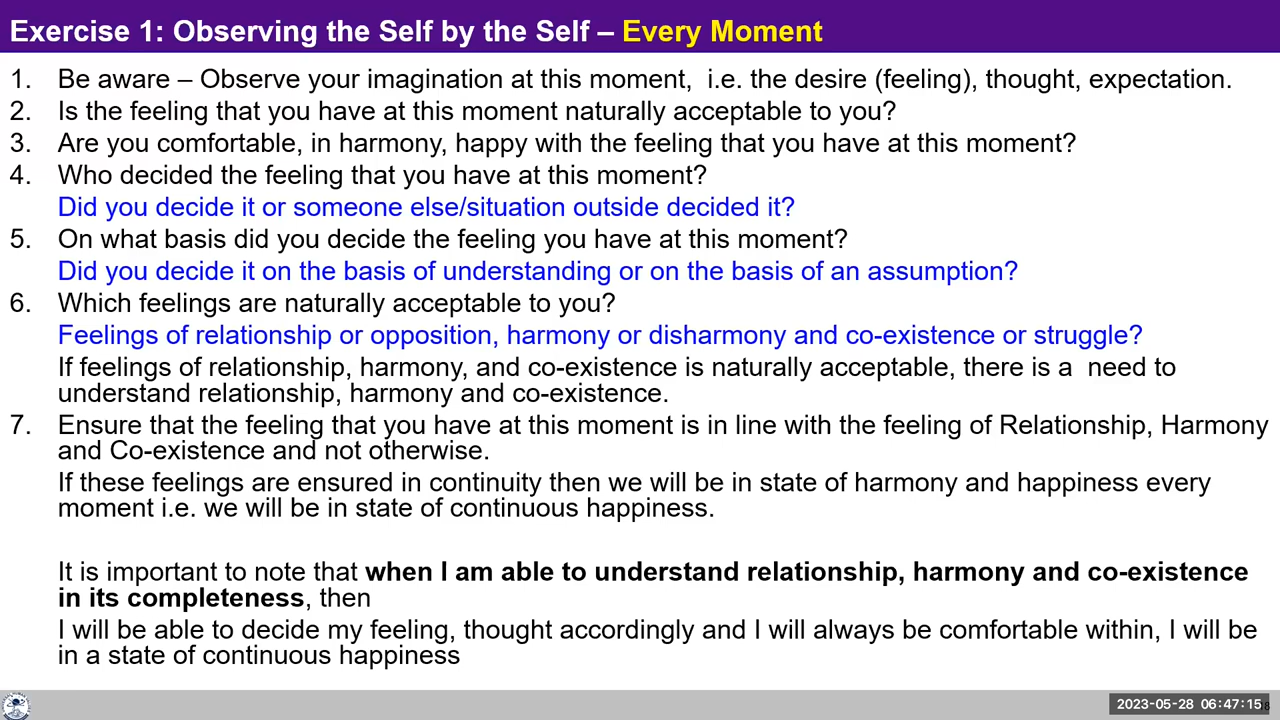 Exercise 1: Observing the Self by the Self – Every Moment
1. Be aware – Observe your imagination at this moment, i.e. the desire (feeling), thought, expectation.
2. Is the feeling that you have at this moment naturally acceptable to you?
3. Are you comfortable, in harmony, happy with the feeling that you have at this moment?
4. Who decided the feeling that you have at this moment?
Did you decide it or someone else/situation outside decided it?
5. On what basis did you decide the feeling you have at this moment?
Did you decide it on the basis of understanding or on the basis of an assumption?
6. Which feelings are naturally acceptable to you?
Feelings of relationship or opposition, harmony or disharmony and co-existence or struggle?
If feelings of relationship, harmony, and co-existence is naturally acceptable, there is a need to
understand relationship, harmony and co-existence.
7. Ensure that the feeling that you have at this moment is in line with the feeling of Relationship, Harmony
and Co-existence and not otherwise.
If these feelings are ensured in continuity then we will be in state of harmony and happiness every
moment i.e. we will be in state of continuous happiness.
It is important to note that when I am able to understand relationship, harmony and co-existence
in its completeness, then
I will be able to decide my feeling, thought accordingly and I will always be comfortable within, I will be
in a state of continuous happiness
2023-05-28 06:47:15